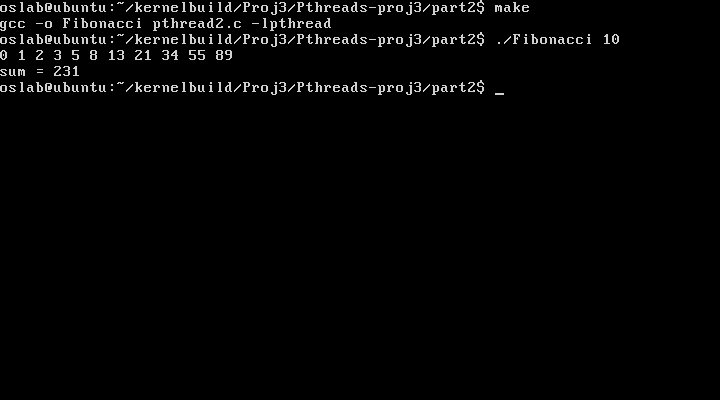 oslab@ubuntu:~/kernelbuild/Proj3/Pthreads-proj3/part2$ make
gcc -o Fibonacci pthread2.c -lpthread
oslab@ubuntu:~/kernelbuild/Proj3/Pthreads-proj3/part2$ ./Fibonacci 10
0 1 2 3 5 8 13 21 34 55 89
sum = 231
oslab@ubuntu:~/kernelbuild/Proj3/Pthreads-proj3/part2$ _